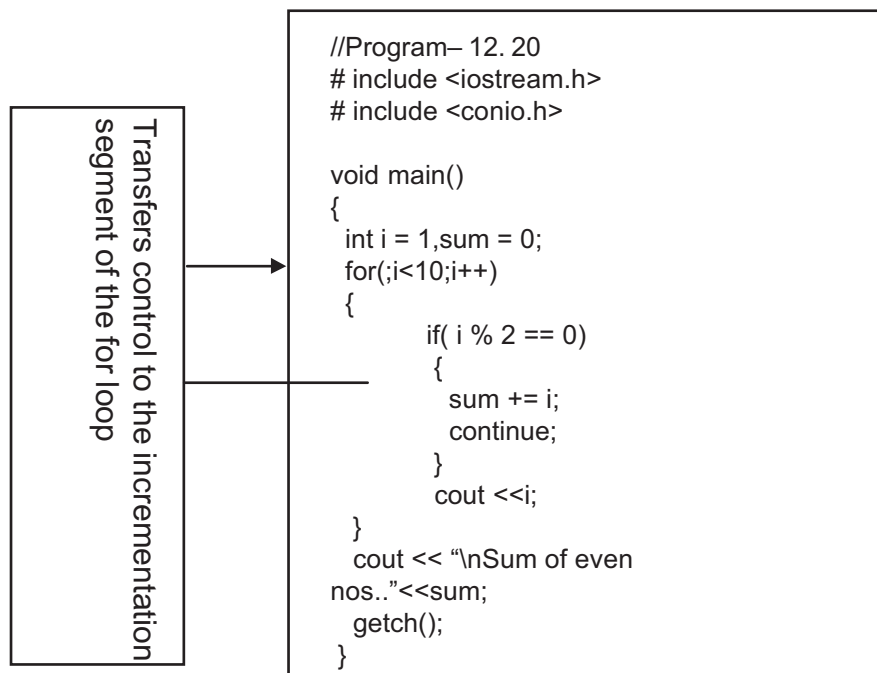 Transfers control to the incrementation
segment of the for loop
//Program– 12. 20
# include <iostream.h>
# include <conio.h>
void main()
{
int i = 1,sum = 0;
for(;i<10;i++)
{
if( i % 2 == 0)
{
sum += i;
continue;
}
cout <<i;
}
cout << “\nSum of even
nos..”<<sum;
getch();
}